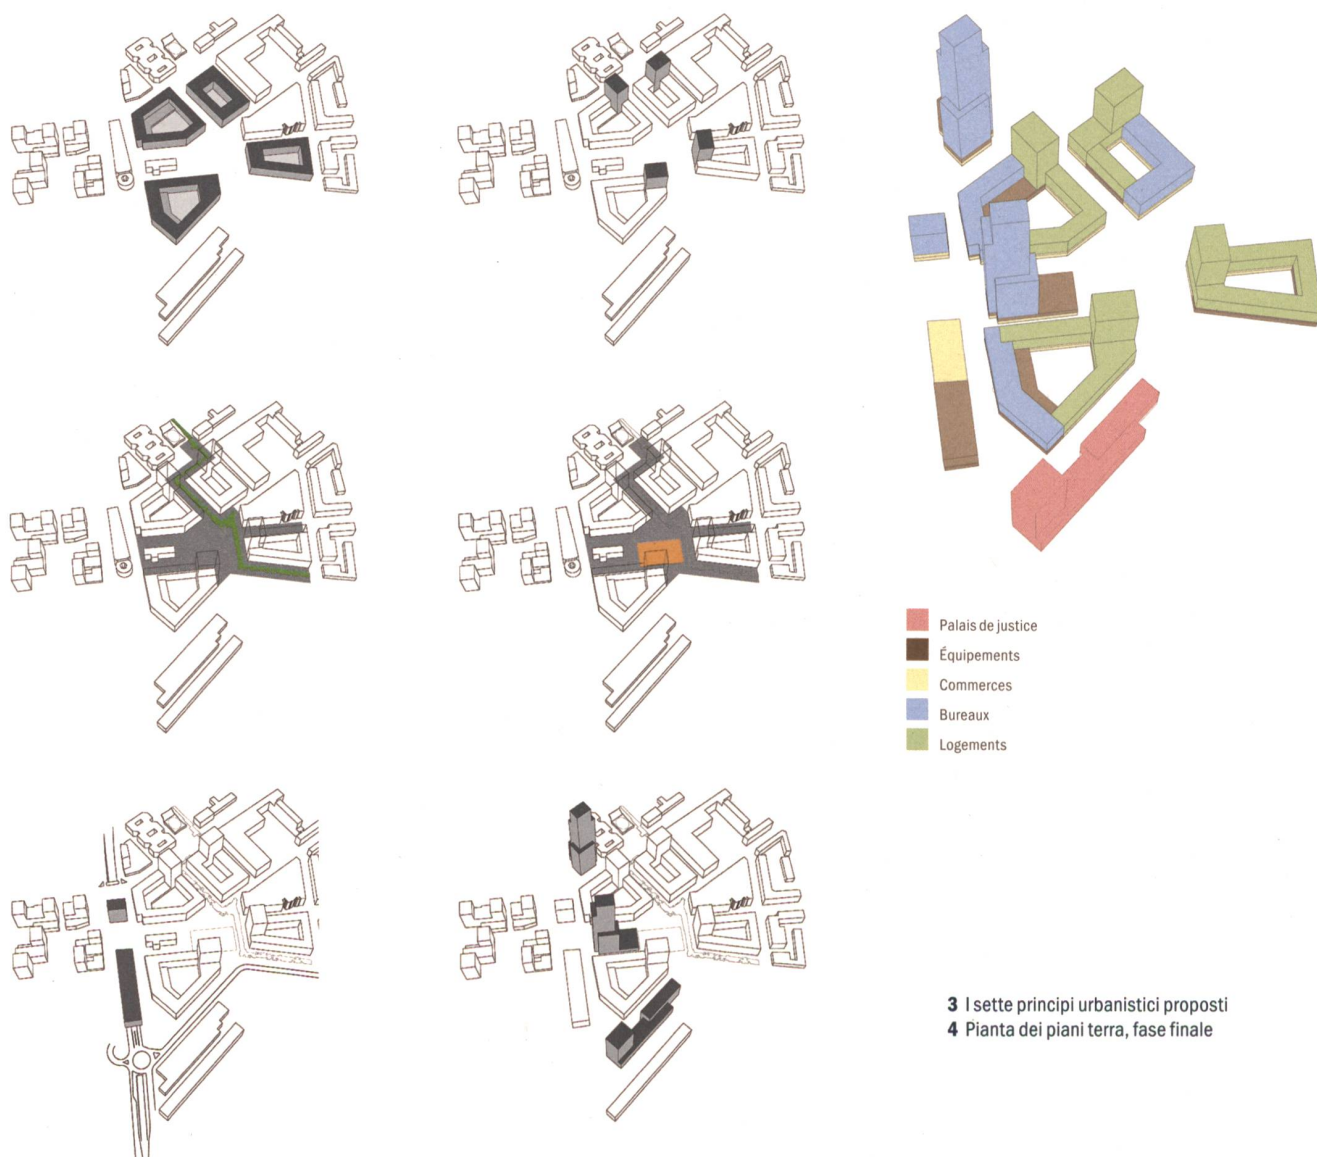 Palais de justice
Équipements
Commerces
Bureaux
Logements
3 I sette principi urbanistici proposti
4 Pianta dei piani terra, fase finale